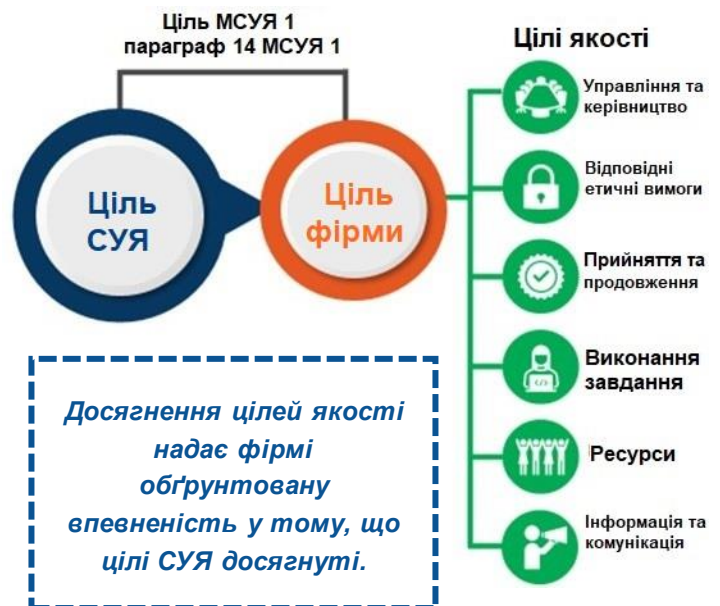 Ціль МСУЯ 1
параграф 14 МСУЯ 1
Ціль
СУЯ
Ціль
фірми
Цілі якості
Управління та
керівництво
Відповідні
етичні вимоги
Прийняття та
продовження
Виконання
завдання
Ресурси
Інформація та
комунікація
Досягнення цілей якості
надає фірмі
обґрунтовану
впевненість у тому, що
цілі СУЯ досягнуті.